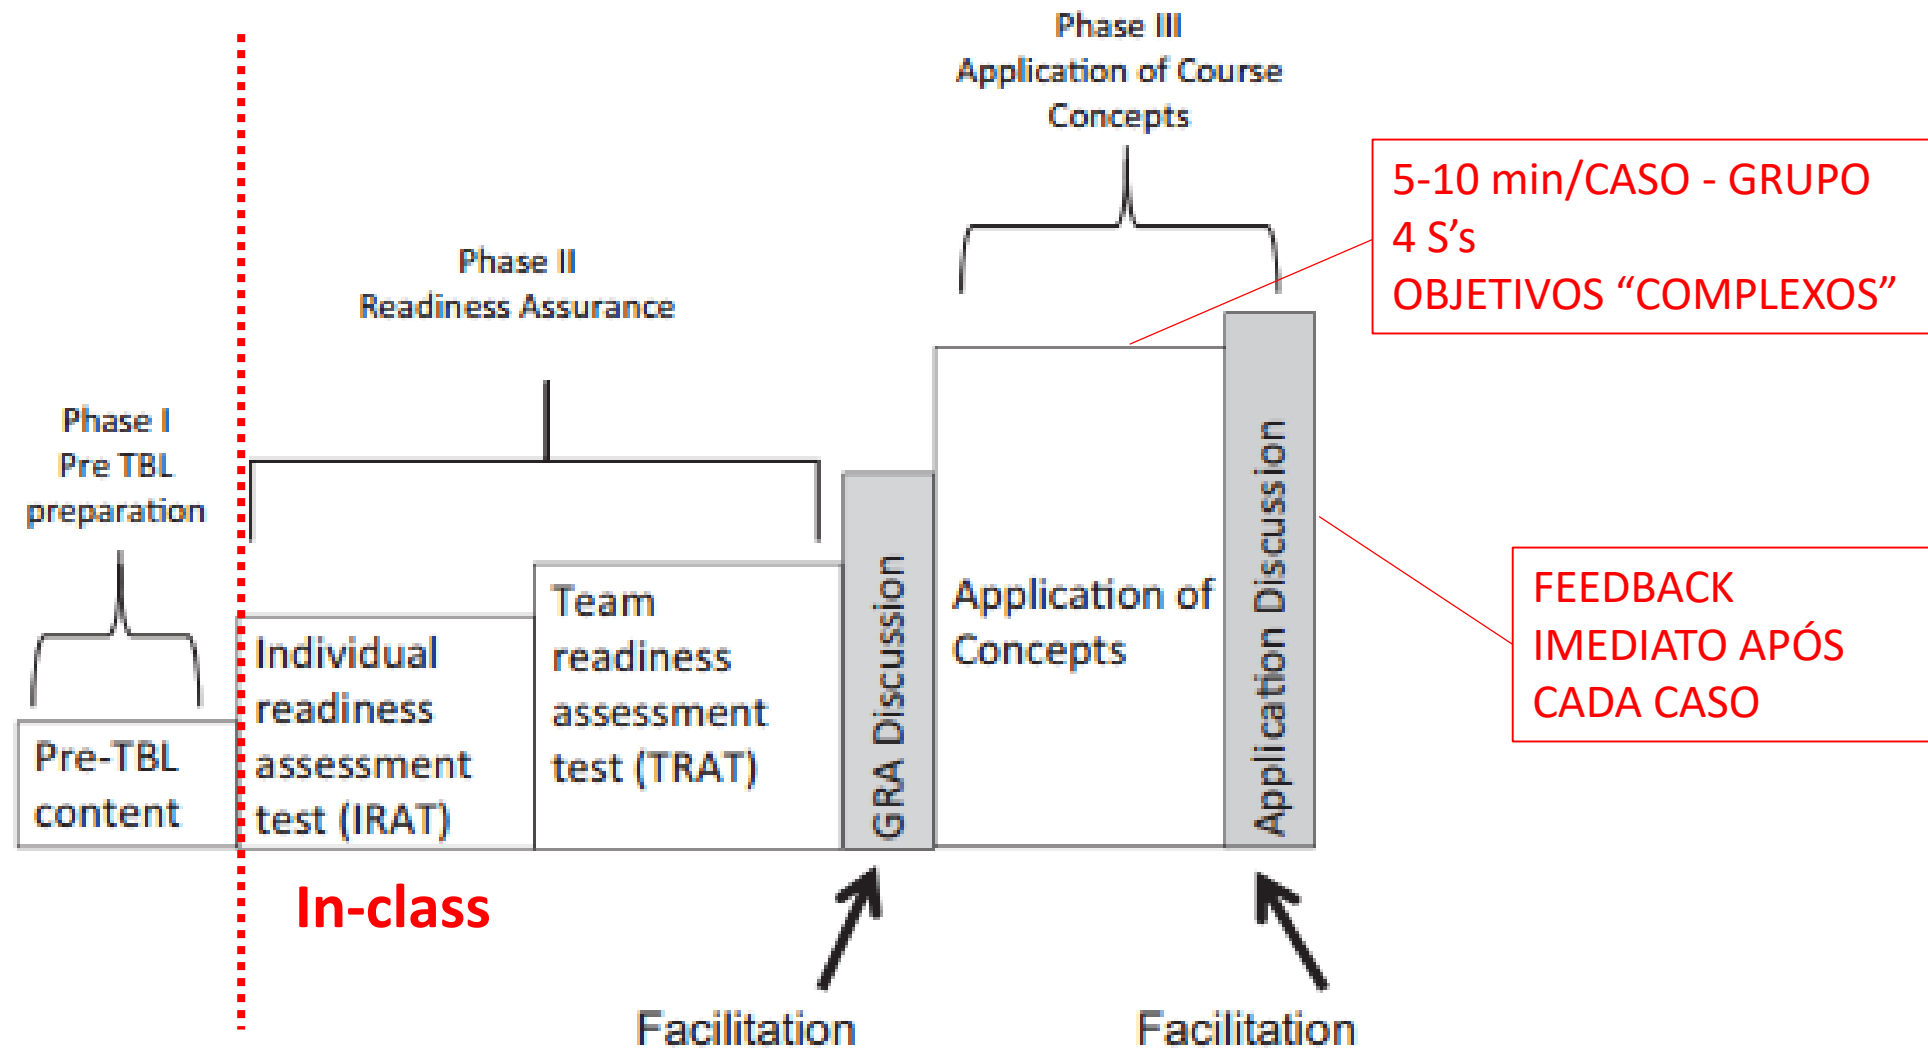 Phase I
Pre TBL
preparation
Pre-TBL
content
Phase II
Readiness Assurance
Individual
readiness
assessment
test (IRAT)
Team
readiness
assessment
test (TRAT)
GRA Discussion
Phase III
Application of Course
Concepts
Application of
Concepts
Application Discussion
5-10 min/CASO - GRUPO
4 S’s
OBJETIVOS “COMPLEXOS”
FEEDBACK
IMEDIATO APÓS
CADA CASO
In-class
Facilitation
Facilitation